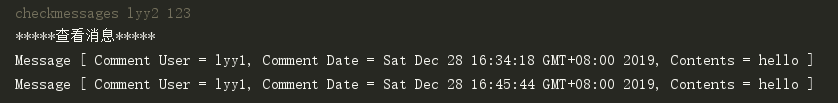 checkmessages lyy2 123
*****查看消息*****
Message [ Comment User = lyy1, Comment Date = Sat Dec 28 16:34:18 GMT+08:00 2019, Contents = hello ]
Message [ Comment User = lyy1, Comment Date = Sat Dec 28 16:45:44 GMT+08:00 2019, Contents = hello ]